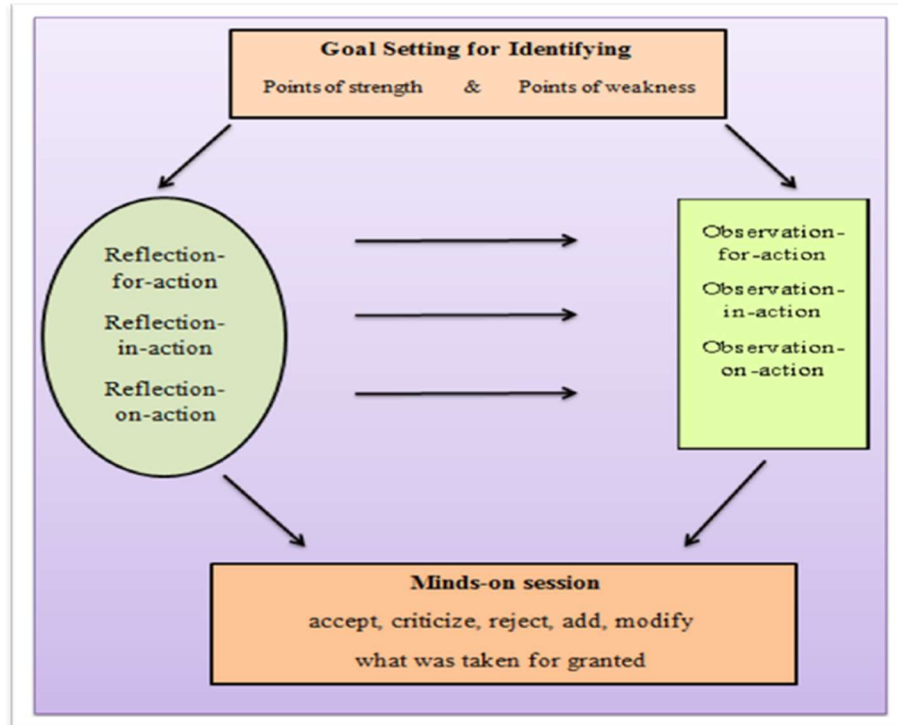 Goal Setting for Identifying
Points of strength & Points of weakness
Reflection-
for-action
Reflection-
in-action
Reflection-
on-action
Observation-
for-action
Observation-
in-action
Observation-
on-action
Minds-on session
accept, criticize, reject, add, modify
what was taken for granted